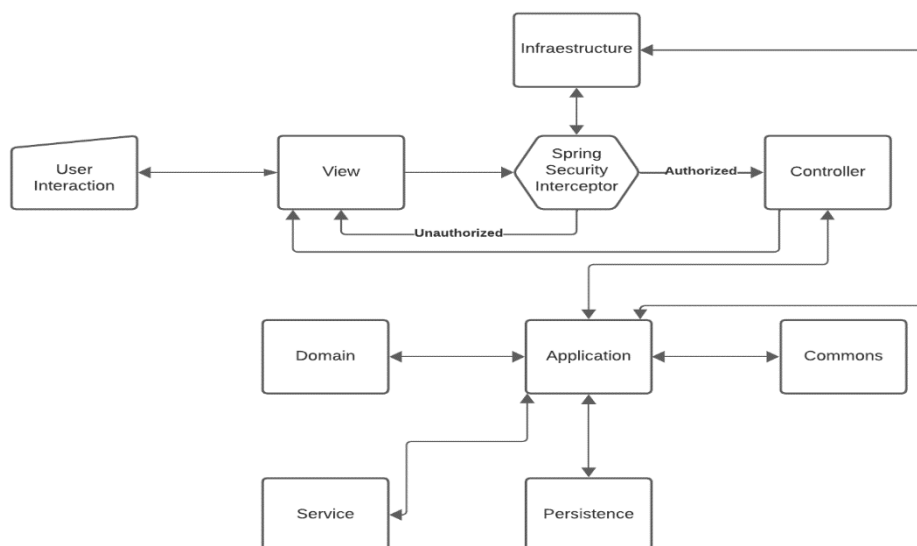 Infraestructure
User
Interaction
View
Spring
Security
Interceptor
Authorized
Controller
Unauthorized
Domain
Application
Commons
Service
Persistence